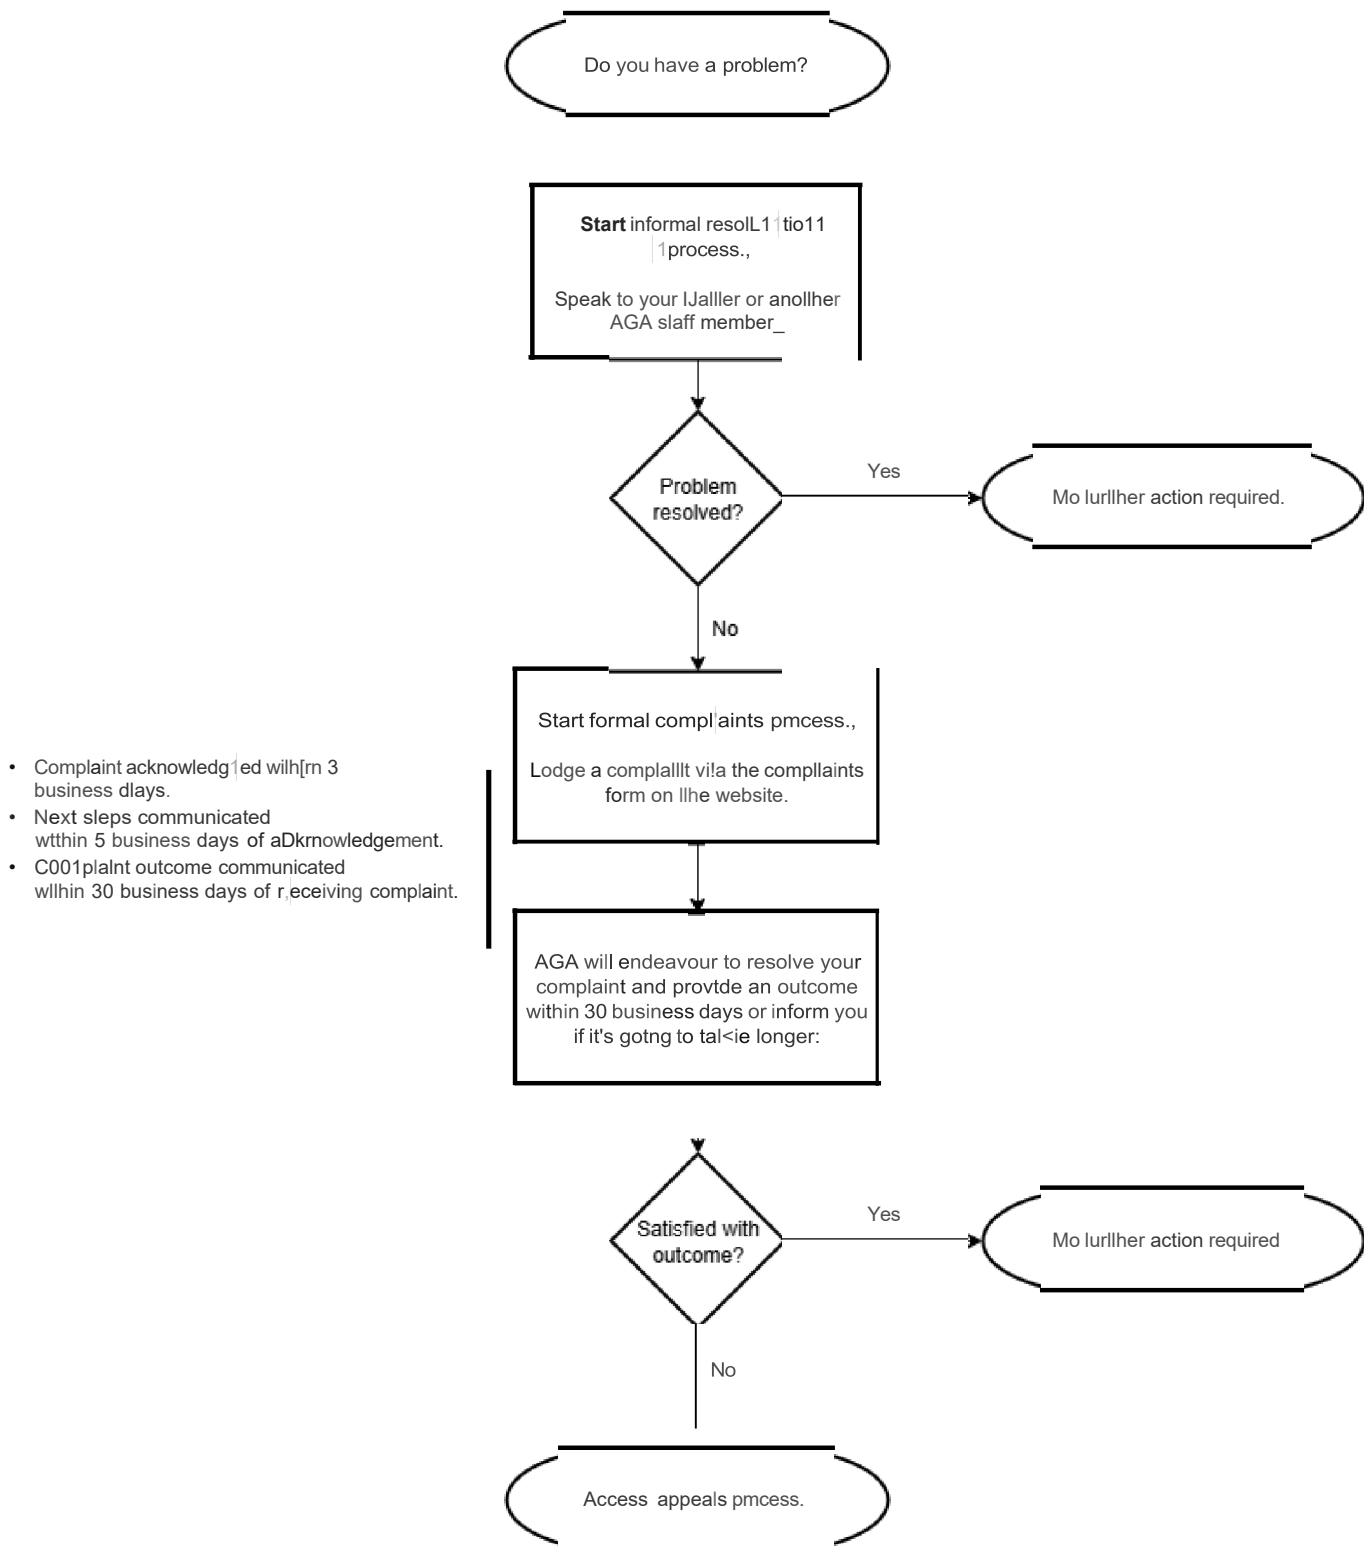 Do you have a problem?
Start informal resolL11tio11
1process.,
Speak to your IJalller or anollher
AGA slaff member_
Problem
resolved?
Yes
Mo lurllher action required.
No
Start formal compl'aints pmcess.,
Lodge a complalllt vi!a the compllaints
form on llhe website.
• Complaint acknowledg1ed wilh[rn 3
business dlays.
• Next sleps communicated
wtthin 5 business days of aDkrnowledgement.
• C001plaInt outcome communicated
wllhin 30 business days of r,eceiving complaint.
AGA will endeavour to resolve your
complaint and provtde an outcome
within 30 business days or inform you
if it's gotng to tal<ie longer:
Satisfied with
outcome?
Yes
Mo lurllher action required
No
Access appeals pmcess.